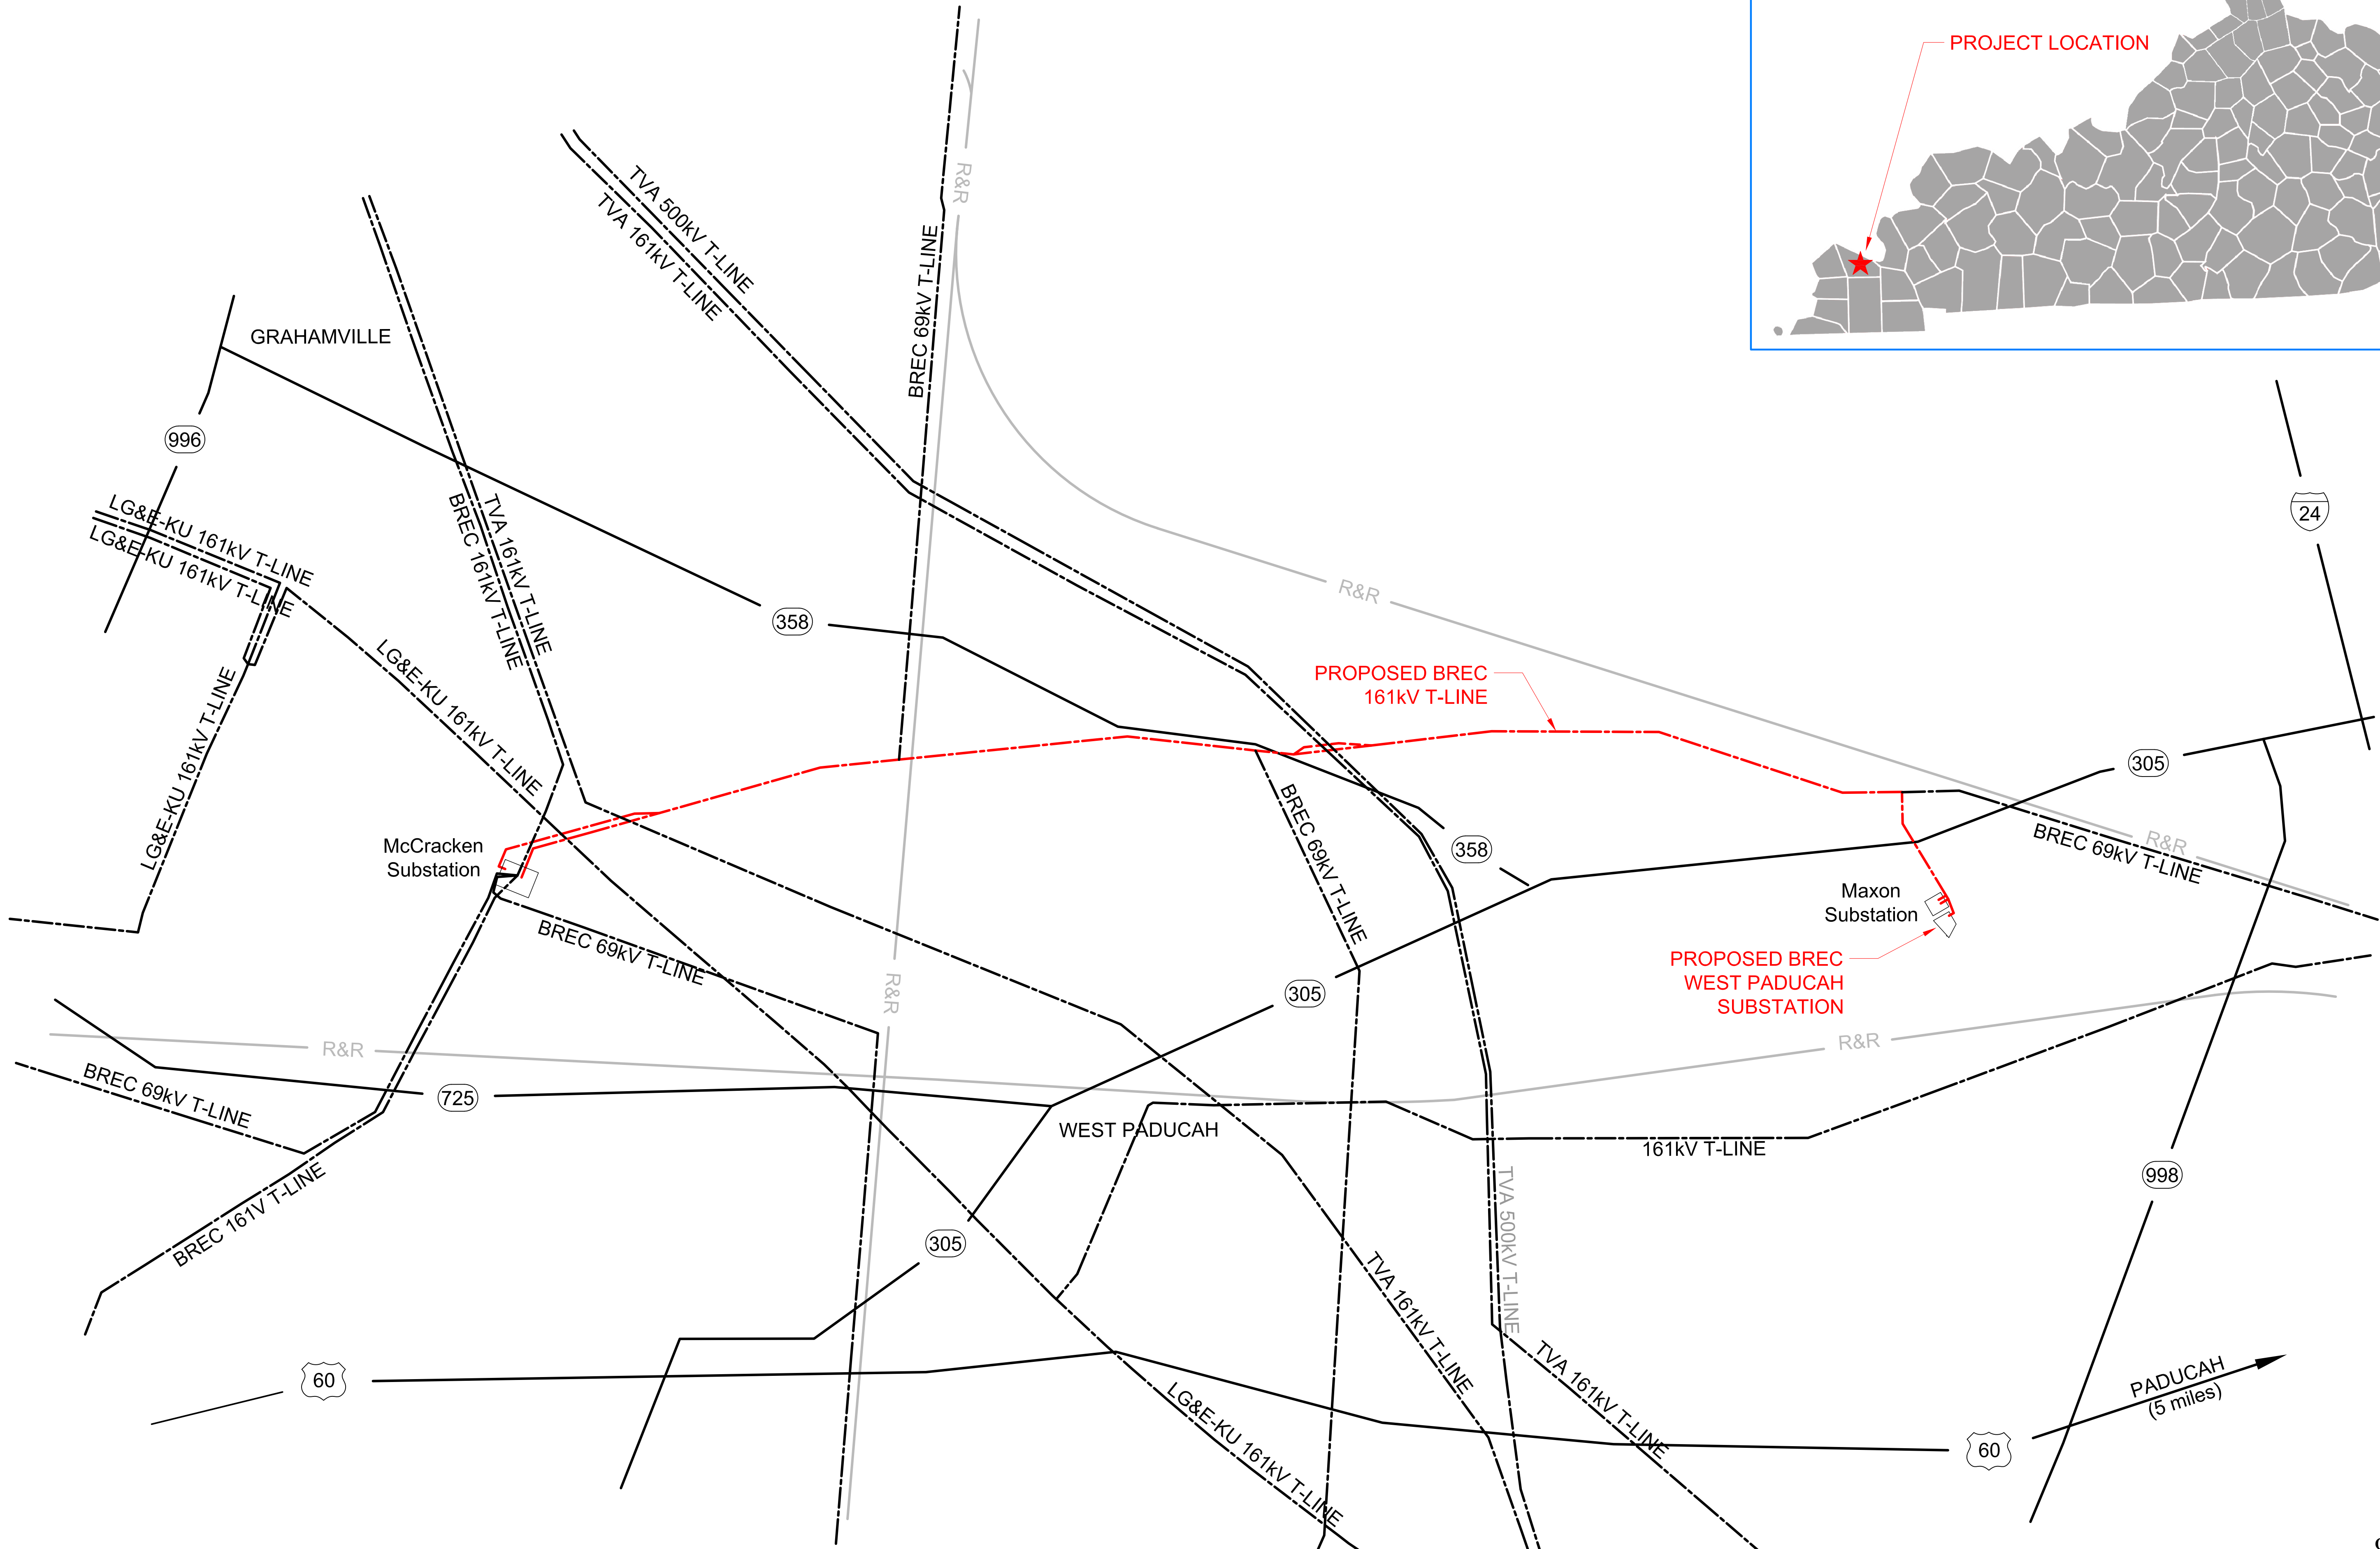 PROJECT LOCATION
R&R
TVA 500kV T-LINE
TVA 161kV T-LINE
BREC 69kV T-LINE
GRAHAMVILLE
996
24
LG&E-KU 161kV T-LINE
LG&E-KU 161kV T-LINE
TVA 161kV T-LINE
BREC 161kV T-LINE
R&R
358
LG&E-KU 161kV T-LINE
LG&E-KU 161kV T-LINE
PROPOSED BREC
161kV T-LINE
305
McCracken
Substation
BREC 69kV T-LINE
358
R&R
BREC 69kV T-LINE
Maxon
Substation
BREC 69kV T-LINE
R&R
305
PROPOSED BREC
WEST PADUCAH
SUBSTATION
R&R
R&R
BREC 69kV T-LINE
725
WEST PADUCAH
161kV T-LINE
998
BREC 161V T-LINE
305
TVA 500kV T-LINE
TVA 161kV T-LINE
TVA 161kV T-LINE
60
LG&E-KU 161kV T-LINE
PADUCAH
(5 miles)
60